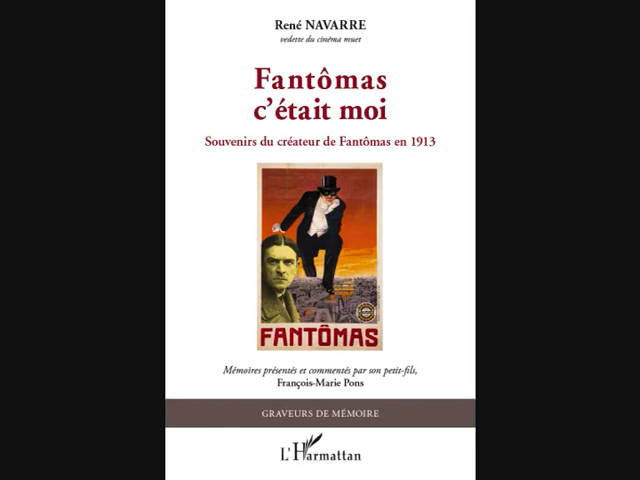 René NAVARRE
vedette du cinéma muet
Fantômas
c'était moi
Souvenirs du créateur de Fantômas en 1913
FANTÔMAS
Mémoires présentés et commentés par son petit-fils,
François-Marie Pons
GRAVEURS DE MÉMOIRE
L'Harmattan